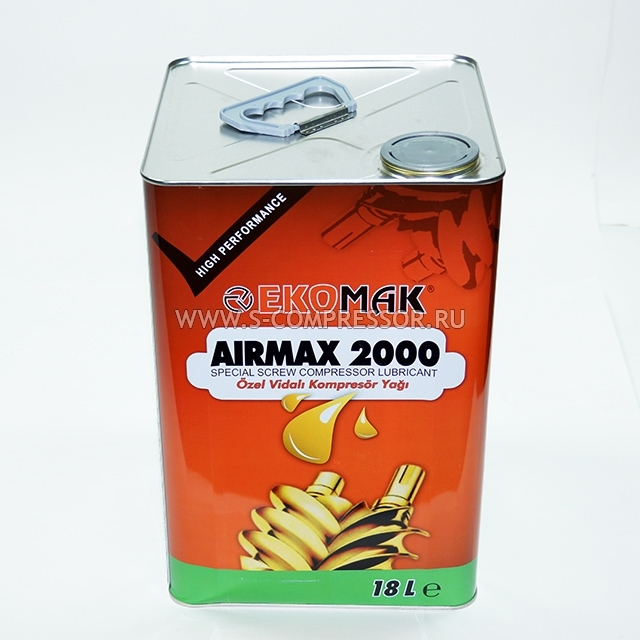 HIGH PERFORMANCE
EKOMAK®
WWW.S-COMPRESSOR.RU
AIRMAX 2000
SPECIAL SCREW COMPRESSOR LUBRICANT
Özel Vidalı Kompresör Yağı
18 L ℮